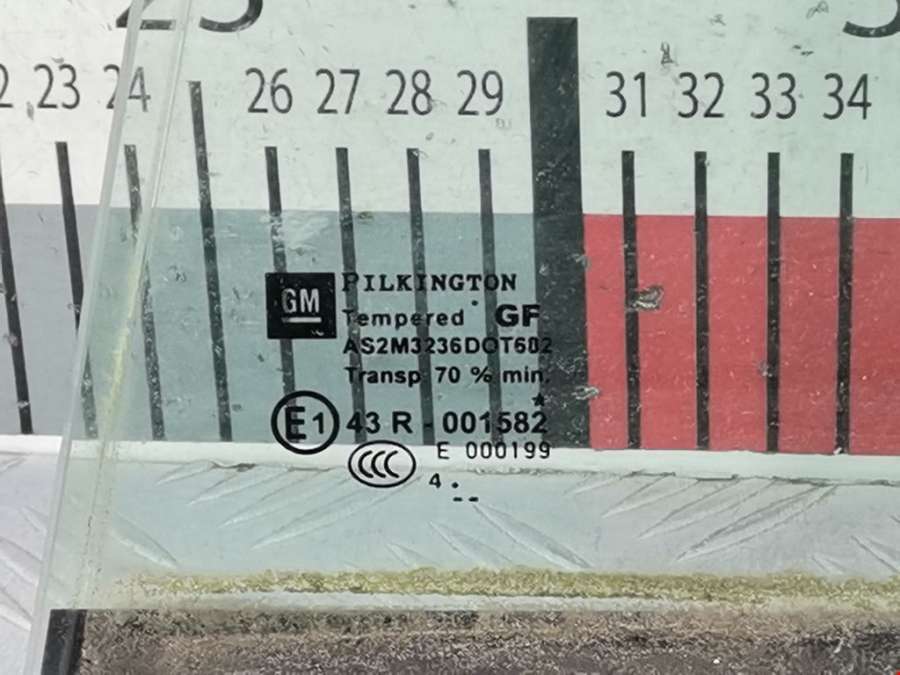 25
23 24 26 27 28 29 31 32 33 34
GM
PILKINGTON
Tempered GF
AS2M3236DOT602
Transp 70 % min.
E1 43 R - 001582
CCC E 000199
4